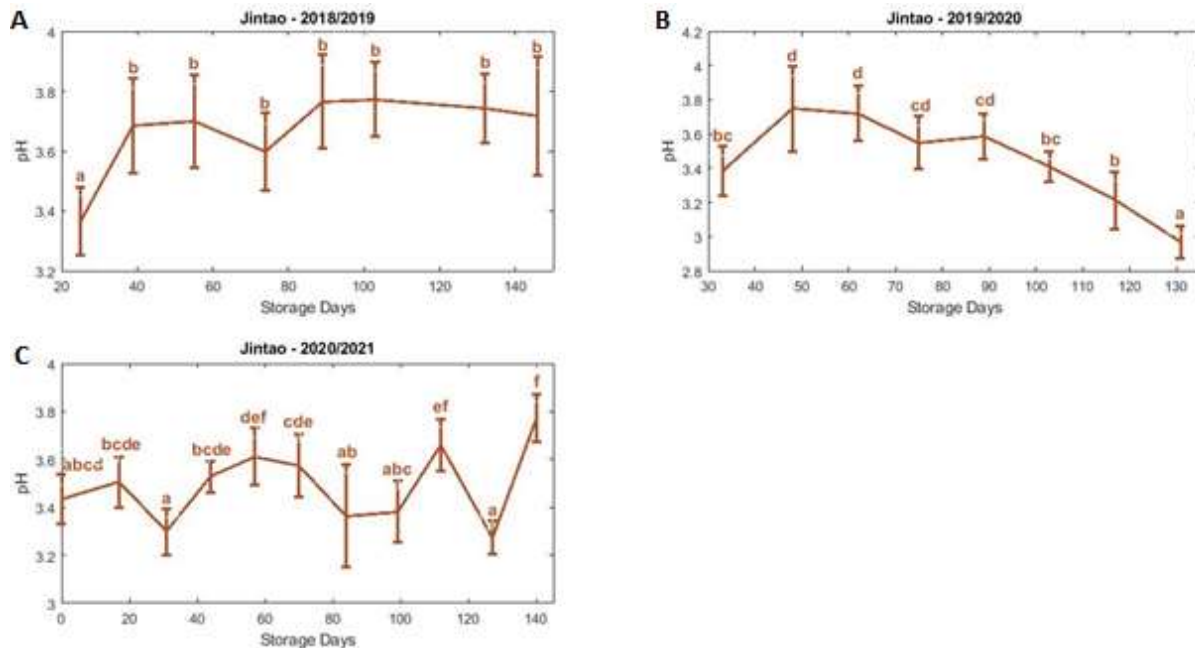 A
Jintao - 2018/2019
4
3.8
3.6
3.4
3.2
pH
a
b
b
b
b
b
b
b
20 40 60 80 100 120 140
Storage Days
B
Jintao - 2019/2020
4.2
4
3.8
3.6
3.4
3.2
3
2.8
pH
bc
d
d
cd
cd
bc
b
a
30 40 50 60 70 80 90 100 110 120 130
Storage Days
C
Jintao - 2020/2021
4
3.8
3.6
3.4
3.2
3
pH
abcd
bcde
a
bcde
def
cde
ab
abc
ef
a
f
0 20 40 60 80 100 120 140
Storage Days